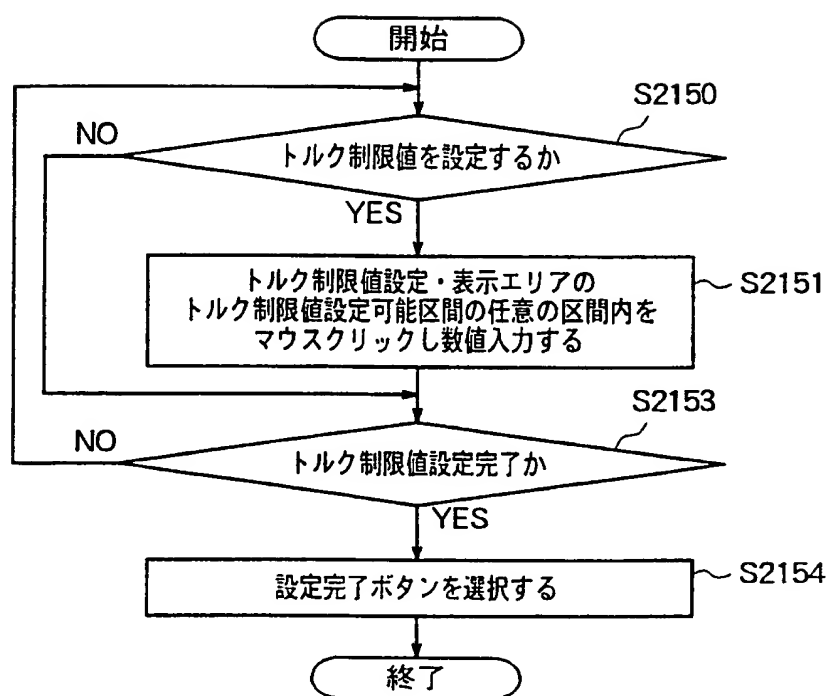 開始
S2150
NO
トルク制限値を設定するか
YES
トルク制限値設定・表示エリアの
トルク制限値設定可能区間の任意の区間内を
マウスクリックし数値入力する
S2151
S2153
NO
トルク制限値設定完了か
YES
設定完了ボタンを選択する
S2154
終了